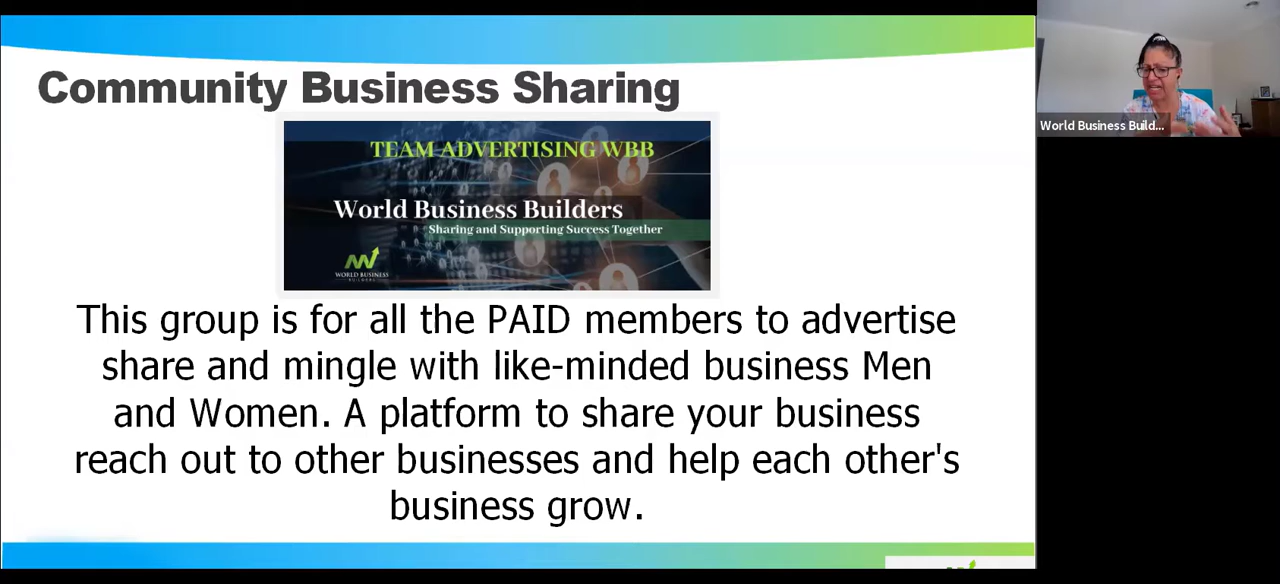 Community Business Sharing
TEAM ADVERTISING WBB
World Business Builders
Sharing and Supporting Success Together
WORLD BUSINESS
BUILDERS
This group is for all the PAID members to advertise
share and mingle with like-minded business Men
and Women. A platform to share your business
reach out to other businesses and help each other's
business grow.
World Business Build...